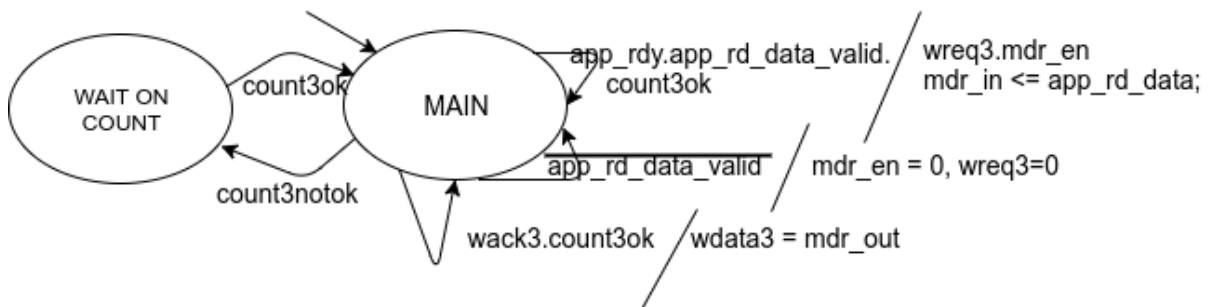 WAIT ON
COUNT
count3ok
count3notok
MAIN
app_rdy.app_rd_data_valid.
count3ok
wreq3.mdr_en
mdr_in <= app_rd_data;
app_rd_data_valid
mdr_en = 0, wreq3=0
wack3.count3ok
wdata3 = mdr_out